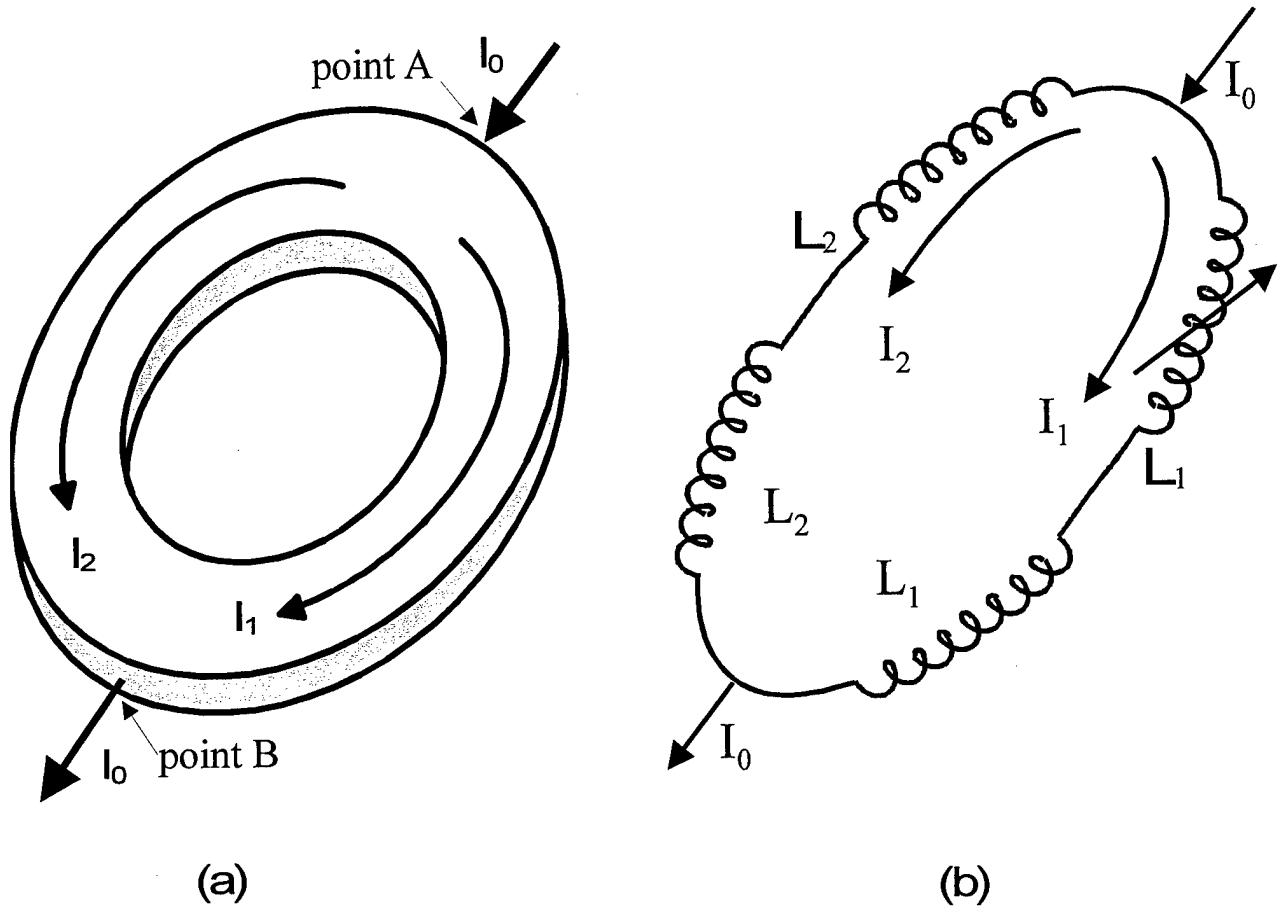 I₀
point A
I₂
I₁
I₀
point B
(a)
I₀
L₂
I₂
I₁
L₁
L₂
L₁
I₀
(b)